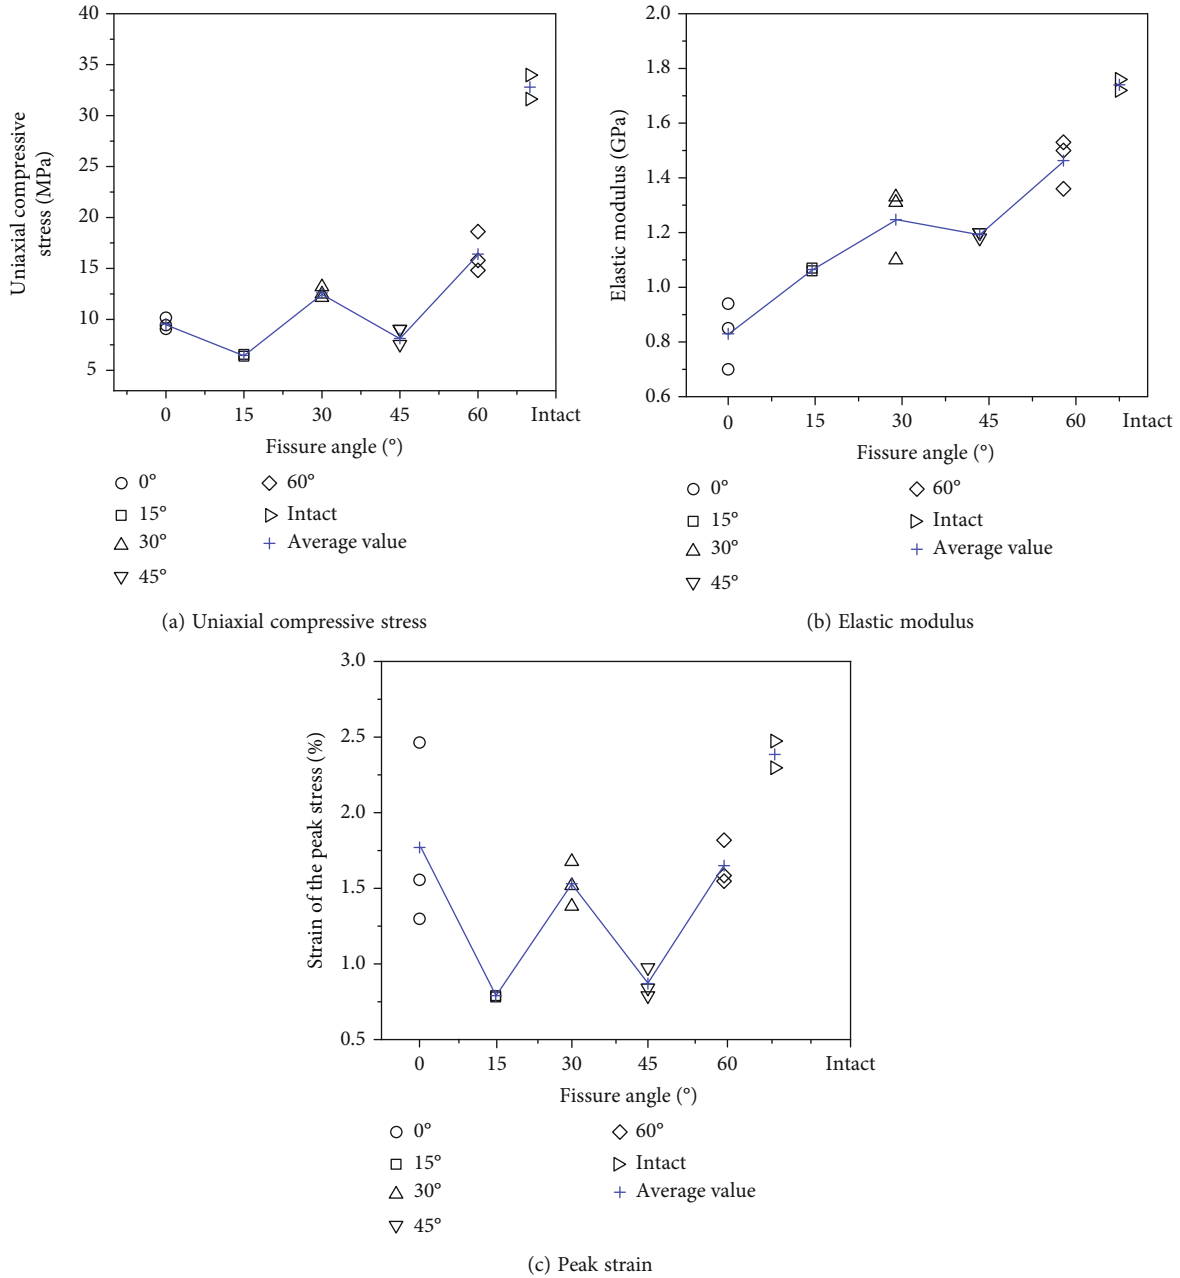 40
35
30
25
20
15
10
5
Uniaxial compressive
stress (MPa)
0 15 30 45 60 Intact
Fissure angle (°)
0° 60°
15° Intact
30° Average value
45°
(a) Uniaxial compressive stress
2.0
1.8
1.6
1.4
1.2
1.0
0.8
0.6
Elastic modulus (GPa)
0 15 30 45 60 Intact
Fissure angle (°)
0° 60°
15° Intact
30° Average value
45°
(b) Elastic modulus
3.0
2.5
2.0
1.5
1.0
0.5
Strain of the peak stress (%)
0 15 30 45 60 Intact
Fissure angle (°)
0° 60°
15° Intact
30° Average value
45°
(c) Peak strain